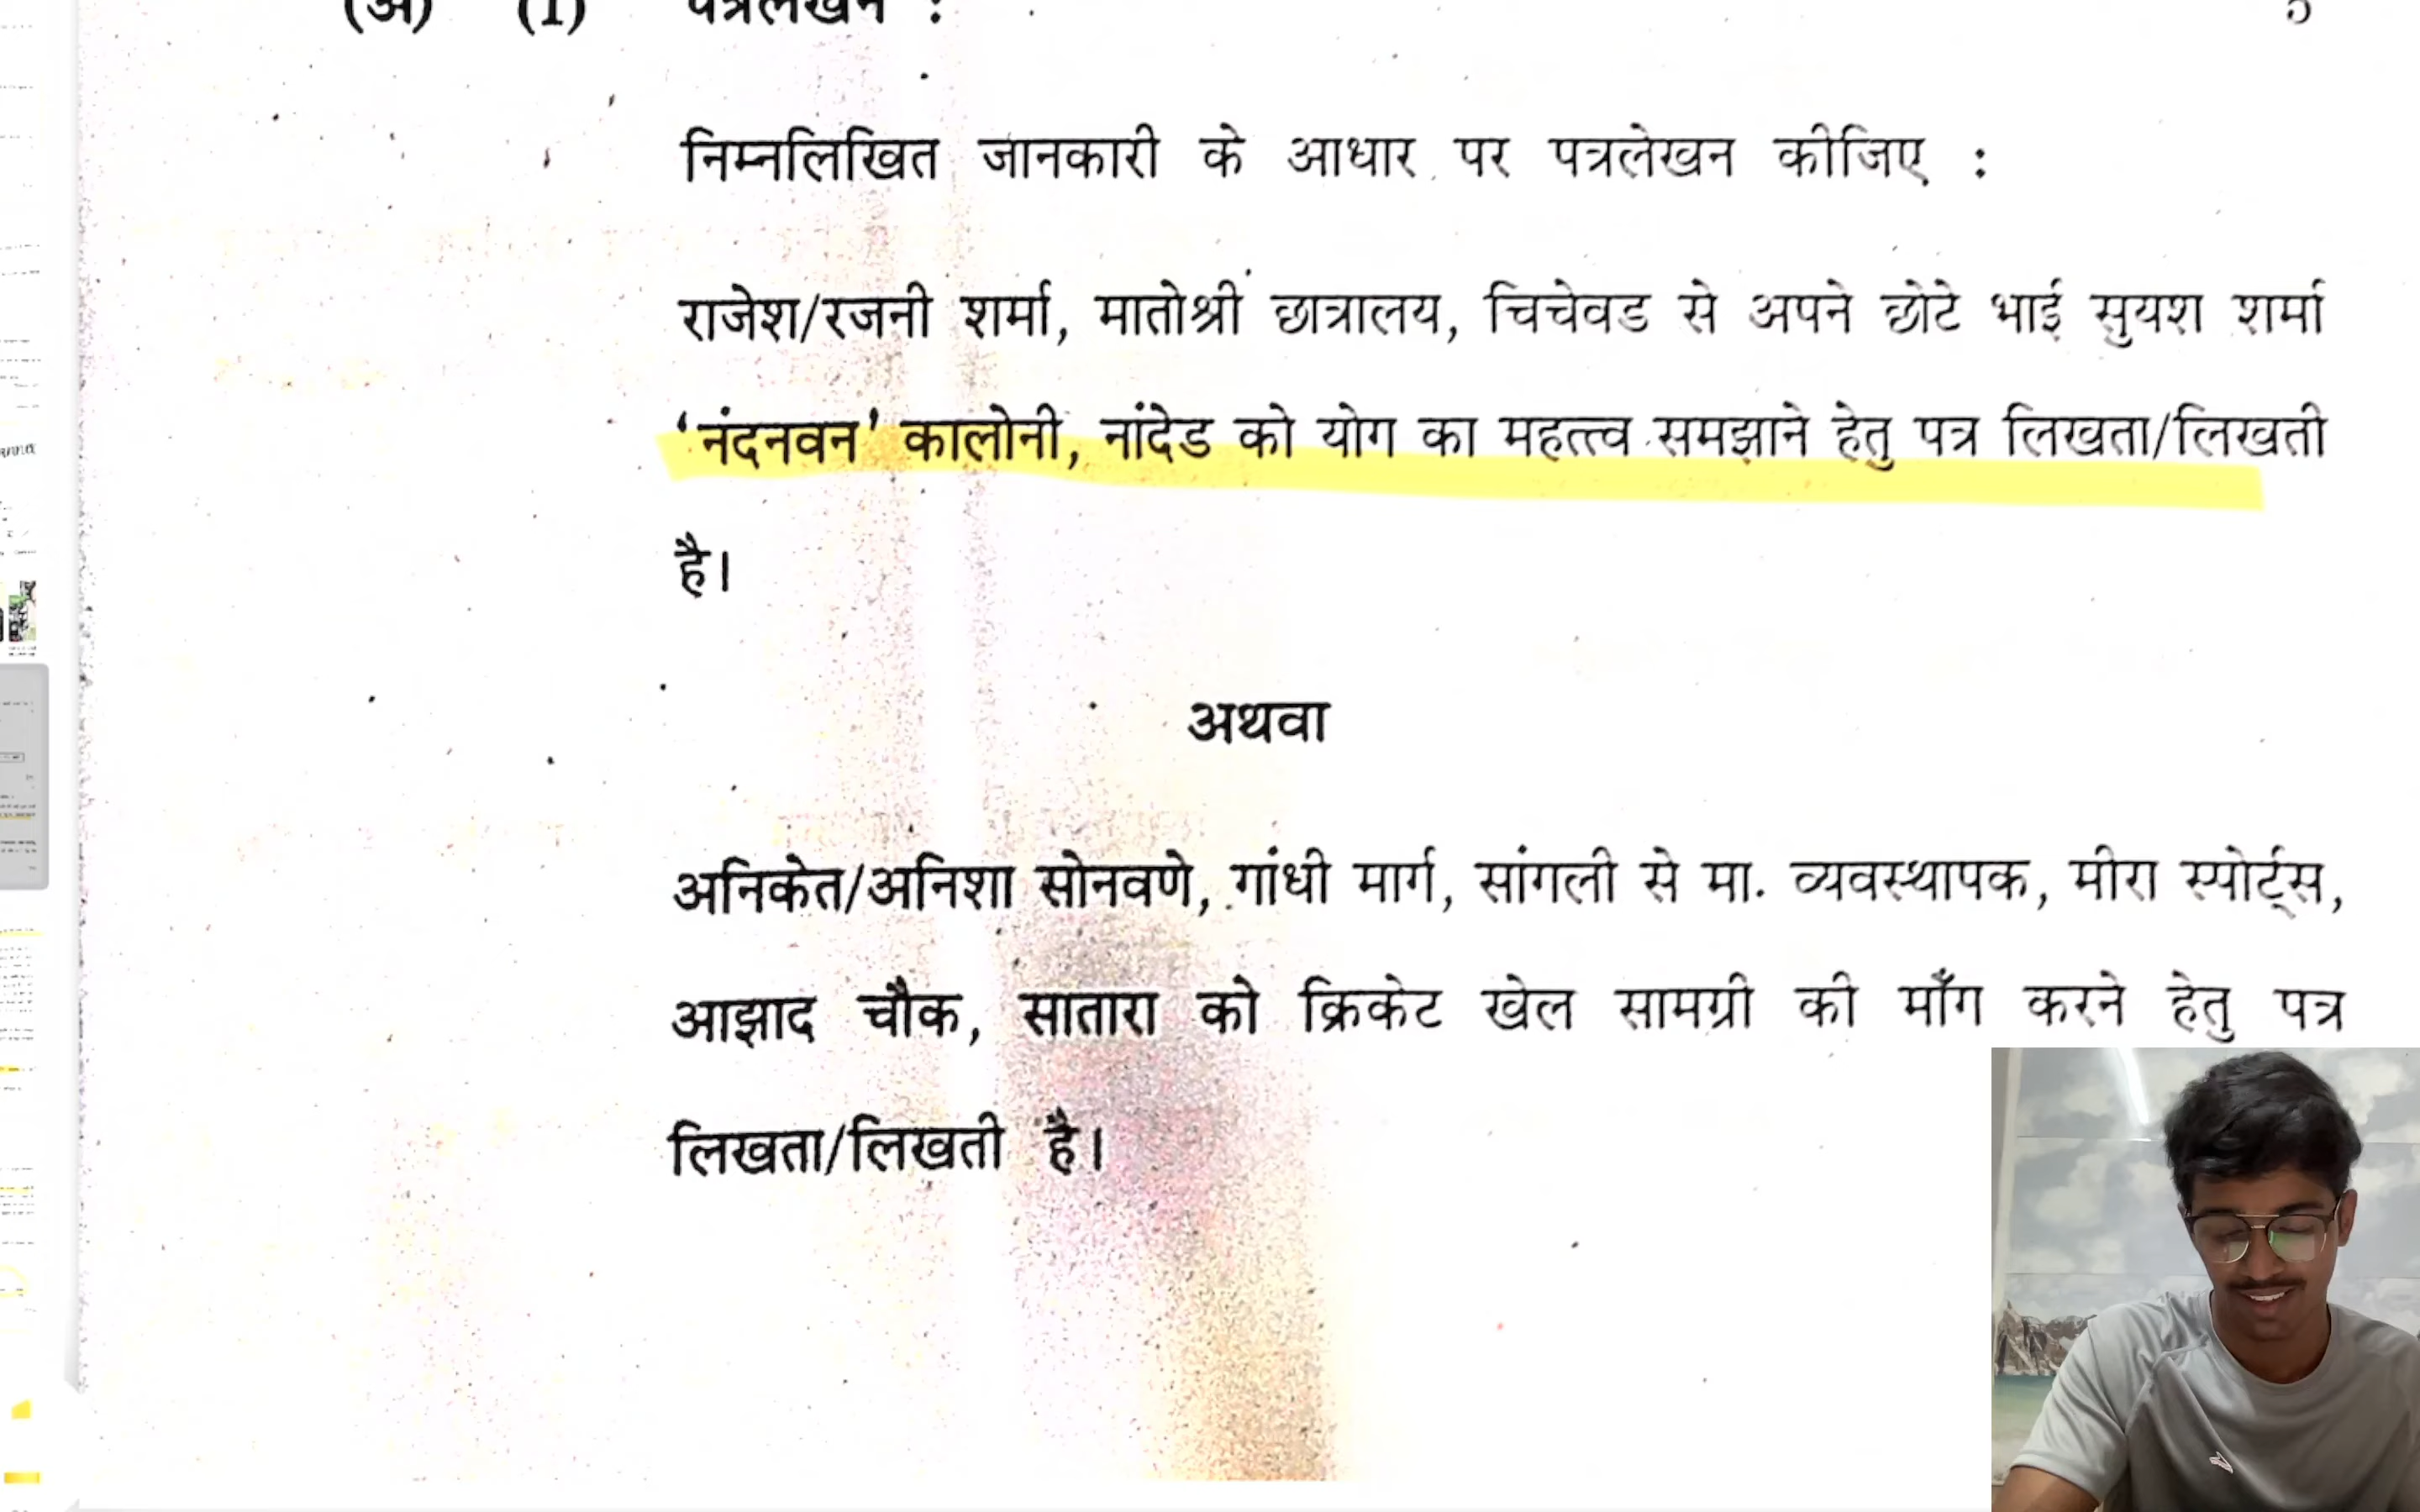 (अ) (1) पत्रलेखन : 5
निम्नलिखित जानकारी के आधार पर पत्रलेखन कीजिए :
राजेश/रजनी शर्मा, मातोश्री छात्रालय, चिचेवड से अपने छोटे भाई सुयश शर्मा
‘नंदनवन’ कालोनी, नांदेड को योग का महत्त्व समझाने हेतु पत्र लिखता/लिखती
है।
अथवा
अनिकेत/अनिशा सोनवणे, गांधी मार्ग, सांगली से मा. व्यवस्थापक, मीरा स्पोर्ट्स,
आझाद चौक, सातारा को क्रिकेट खेल सामग्री की माँग करने हेतु पत्र
लिखता/लिखती है।